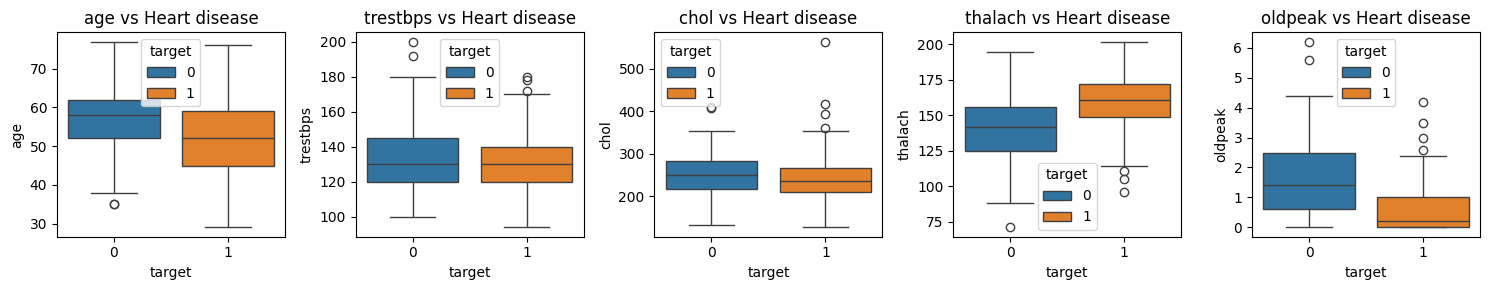 age vs Heart disease
age
70
60
50
40
30
target
0
1
0
1
target
trestbps vs Heart disease
trestbps
200
180
160
140
120
100
target
0
1
0
1
target
chol vs Heart disease
chol
500
400
300
200
target
0
1
0
1
target
thalach vs Heart disease
thalach
200
175
150
125
100
75
target
0
1
0
1
target
oldpeak vs Heart disease
oldpeak
6
5
4
3
2
1
0
target
0
1
0
1
target